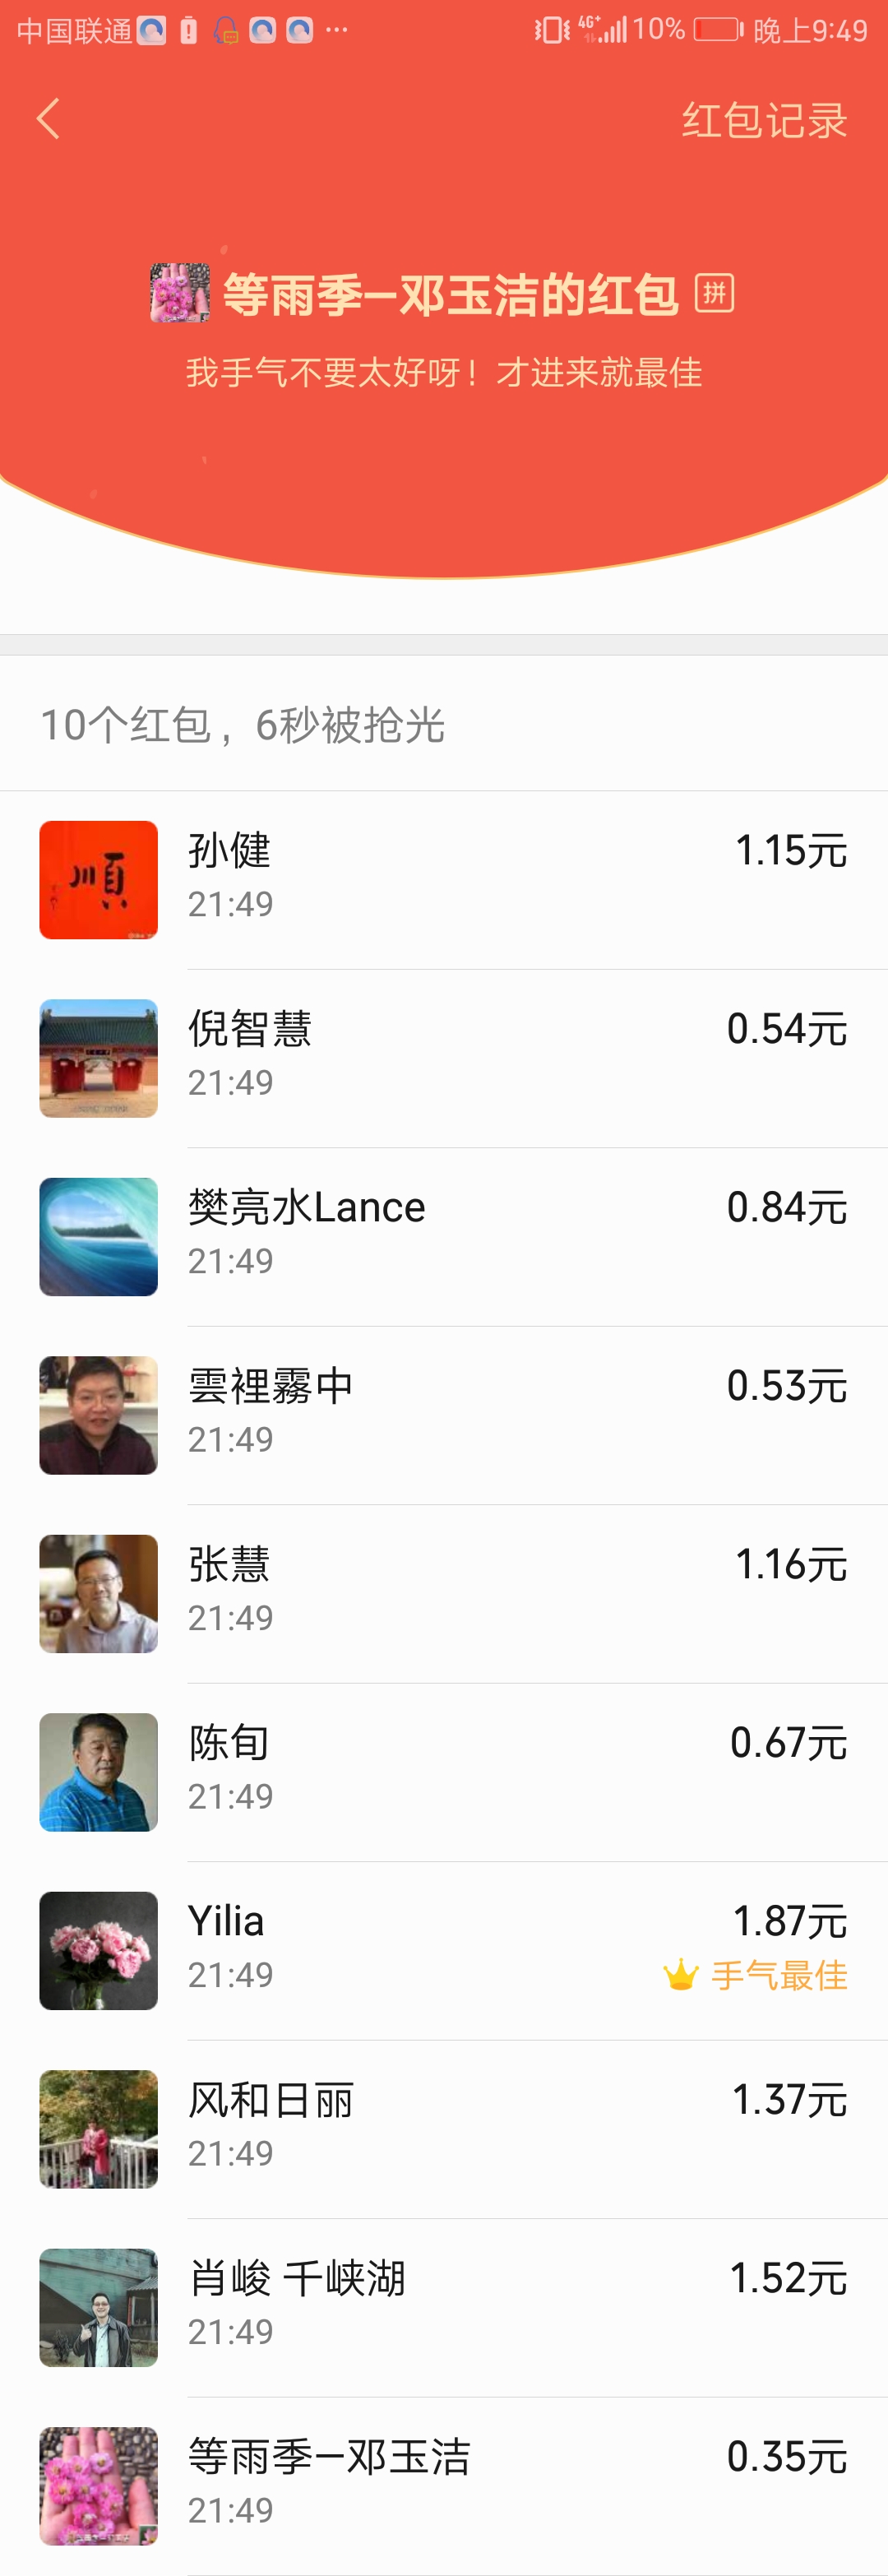 中国联通 4G+ 10% 晚上9:49
红包记录
等雨季—邓玉洁的红包 拼
我手气不要太好呀！才进来就最佳
10个红包，6秒被抢光
順
孙健 1.15元
21:49
倪智慧 0.54元
21:49
樊亮水Lance 0.84元
21:49
雲裡霧中 0.53元
21:49
张慧 1.16元
21:49
陈旬 0.67元
21:49
Yilia 1.87元
21:49 手气最佳
风和日丽 1.37元
21:49
肖峻 千峡湖 1.52元
21:49
等雨季—邓玉洁 0.35元
21:49